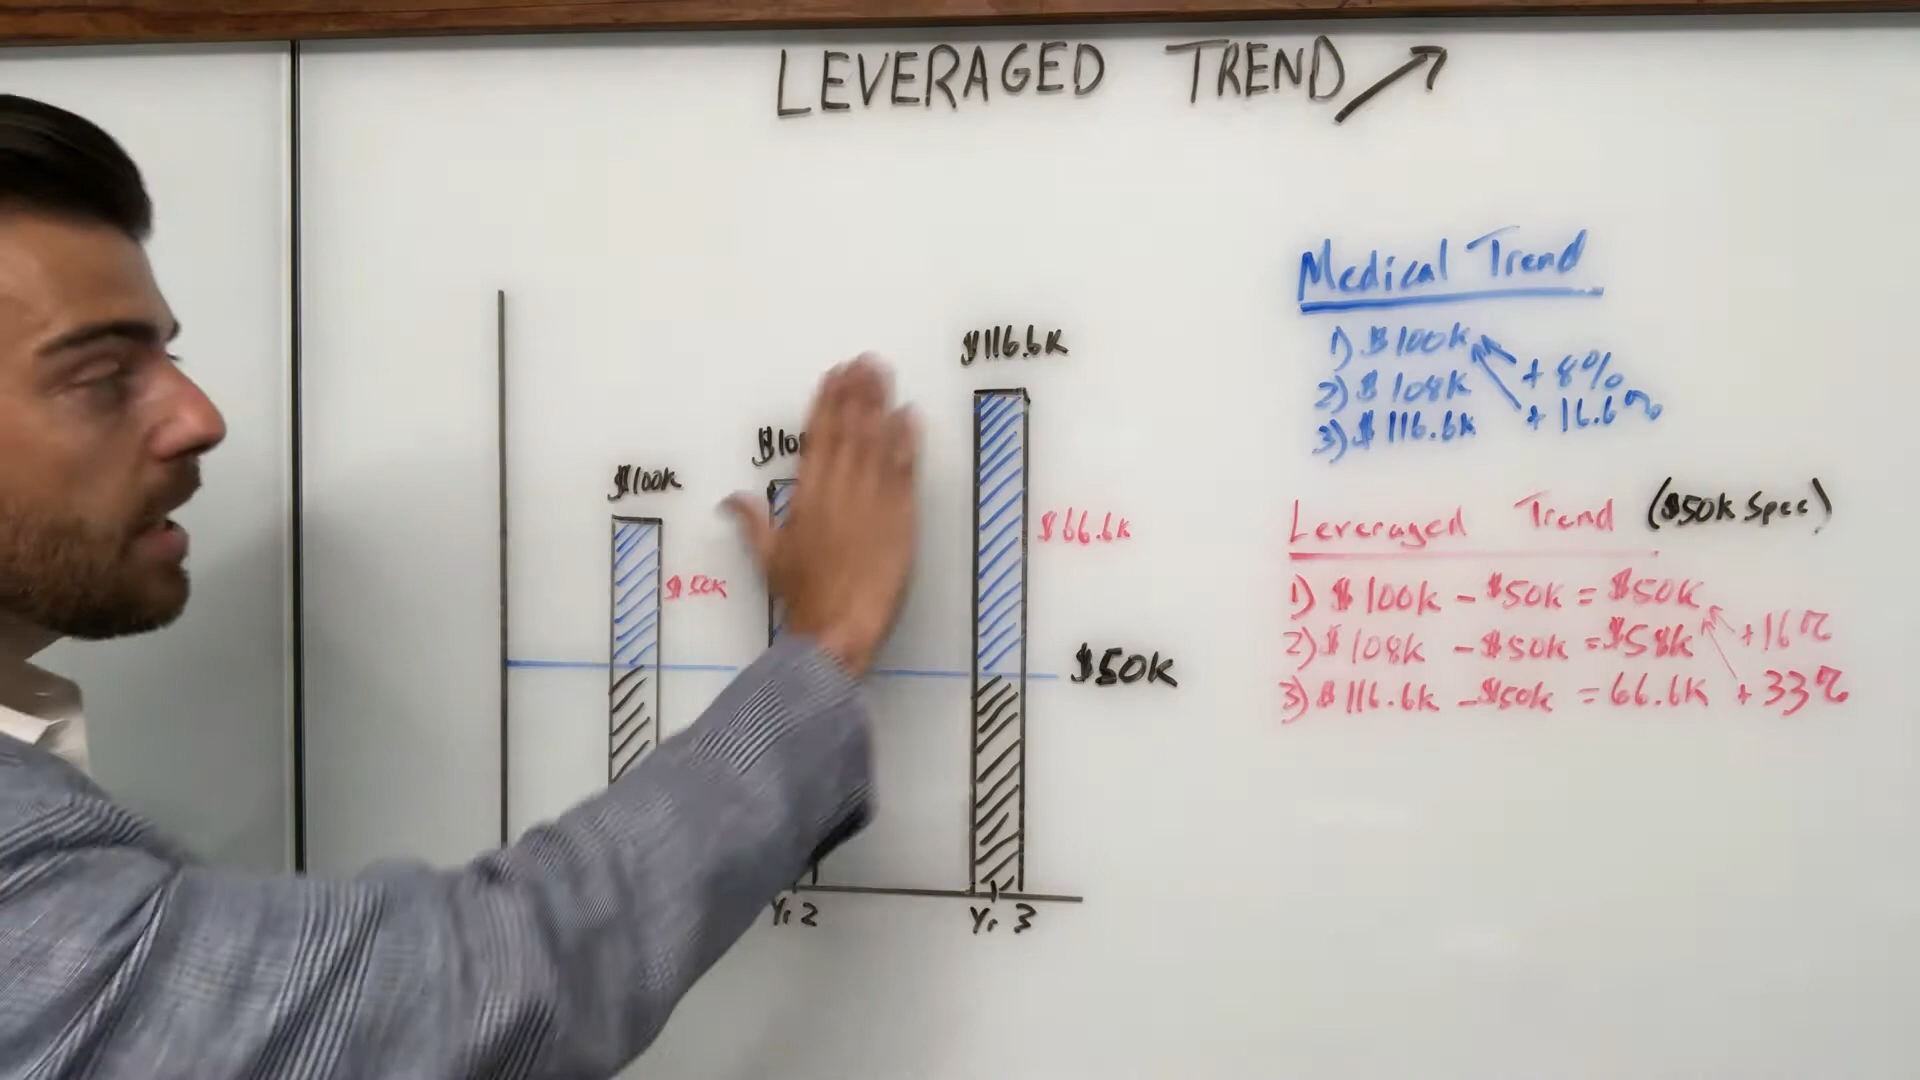 LEVERAGED TREND
$116.6K
$100K
$66.6K
$50K
$50K
Yr 2
Yr 3
Medical Trend
1) $100K
2) $108K
+ 8%
3) $116.6K
+ 16.6%
Leveraged Trend ($50K Spec)
1) $100K - $50K = $50K
2) $108K - $50K = $58K
+16%
3) $116.6K - $50K = 66.6K + 33%